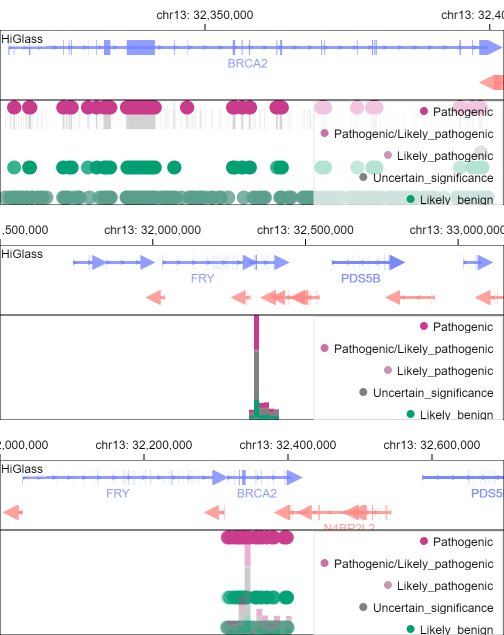 chr13: 32,350,000 chr13: 32,40
HiGlass
BRCA2
Pathogenic
Pathogenic/Likely_pathogenic
Likely_pathogenic
Uncertain_significance
Likely_benign
,500,000 chr13: 32,000,000 chr13: 32,500,000 chr13: 33,000,000
HiGlass
FRY PDS5B
Pathogenic
Pathogenic/Likely_pathogenic
Likely_pathogenic
Uncertain_significance
Likely_benign
2,000,000 chr13: 32,200,000 chr13: 32,400,000 chr13: 32,600,000
HiGlass
FRY BRCA2 PDS5
N4BP2L2
Pathogenic
Pathogenic/Likely_pathogenic
Likely_pathogenic
Uncertain_significance
Likely_benign